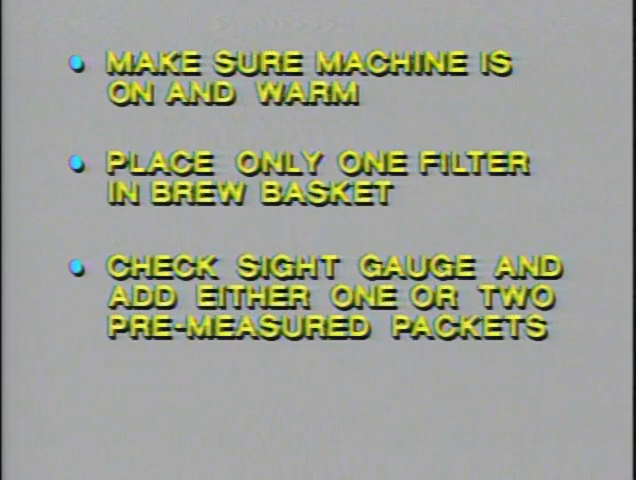 • MAKE SURE MACHINE IS
ON AND WARM
• PLACE ONLY ONE FILTER
IN BREW BASKET
• CHECK SIGHT GAUGE AND
ADD EITHER ONE OR TWO
PRE-MEASURED PACKETS